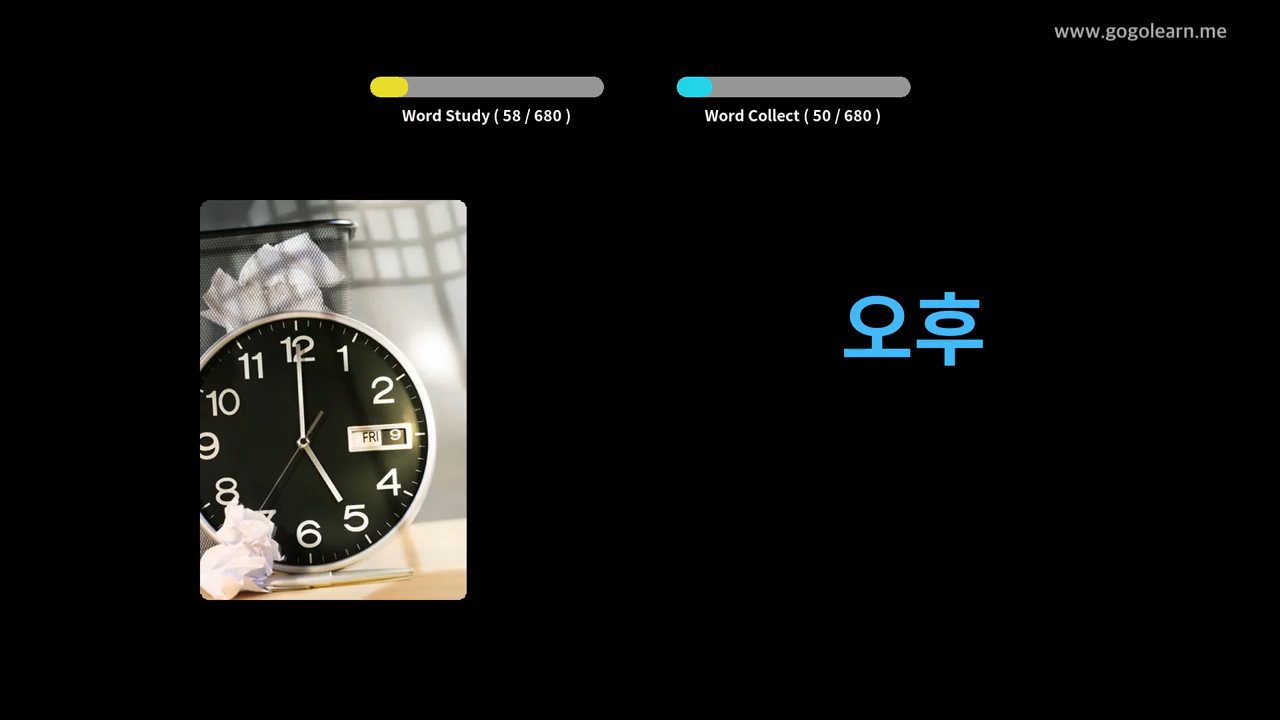 www.gogolearn.me
Word Study ( 58 / 680 )
Word Collect ( 50 / 680 )
오후
12
1
2
FRI 9
4
5
6
8
9
10
11